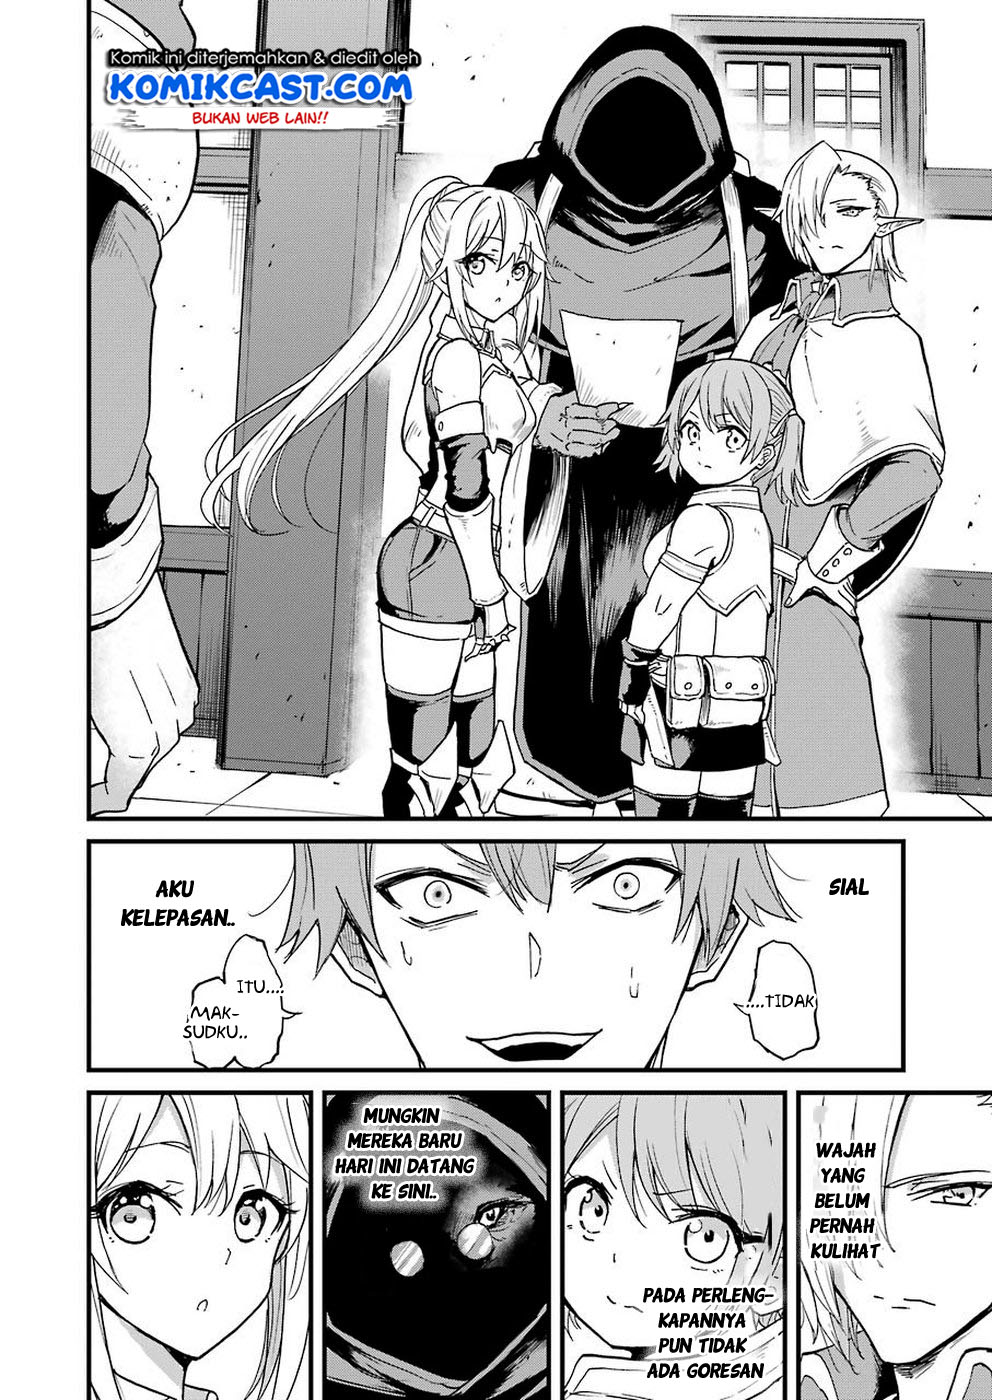 Komik ini diterjemahkan & diedit oleh
KOMIKCAST.COM
BUKAN WEB LAIN!!
SIAL
....TIDAK
AKU
KELEPASAN..
ITU....
MAK-
SUDKU..
WAJAH
YANG
BELUM
PERNAH
KULIHAT
PADA PERLENG-
KAPANNYA
PUN TIDAK
ADA GORESAN
MUNGKIN
MEREKA BARU
HARI INI DATANG
KE SINI..